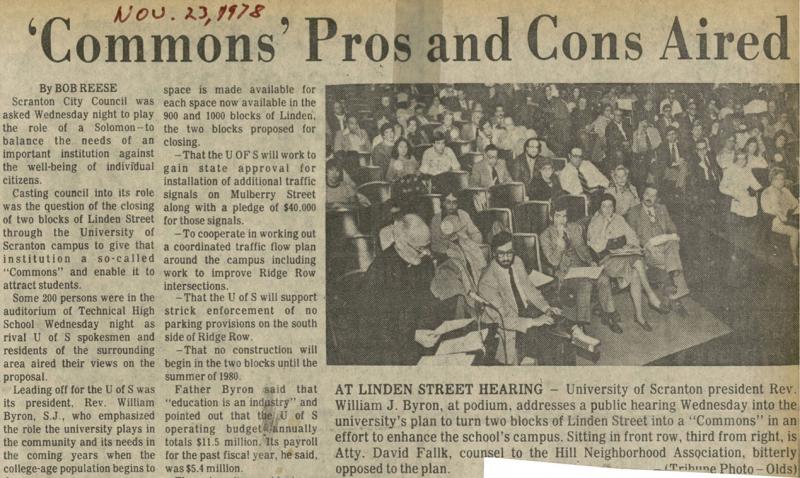 NOV. 23, 1978
'Commons' Pros and Cons Aired
By BOB REESE
Scranton City Council was
asked Wednesday night to play
the role of a Solomon—to
balance the needs of an
important institution against
the well-being of individual
citizens.
Casting council into its role
was the question of the closing
of two blocks of Linden Street
through the University of
Scranton campus to give that
institution a so-called
"Commons" and enable it to
attract students.
Some 200 persons were in the
auditorium of Technical High
School Wednesday night as
rival U of S spokesmen and
residents of the surrounding
area aired their views on the
proposal.
Leading off for the U of S was
its president, Rev. William
Byron, S.J., who emphasized
the role the university plays in
the community and its needs in
the coming years when the
college-age population begins to
space is made available for
each space now available in the
900 and 1000 blocks of Linden,
the two blocks proposed for
closing.
—That the U OF S will work to
gain state approval for
installation of additional traffic
signals on Mulberry Street
along with a pledge of $40,000
for those signals.
—To cooperate in working out
a coordinated traffic flow plan
around the campus including
work to improve Ridge Row
intersections.
—That the U of S will support
strick enforcement of no
parking provisions on the south
side of Ridge Row.
—That no construction will
begin in the two blocks until the
summer of 1980.
Father Byron said that
"education is an industry" and
pointed out that the U of S
operating budget annually
totals $11.5 million. Its payroll
for the past fiscal year, he said,
was $5.4 million.
AT LINDEN STREET HEARING — University of Scranton president Rev.
William J. Byron, at podium, addresses a public hearing Wednesday into the
university's plan to turn two blocks of Linden Street into a "Commons" in an
effort to enhance the school's campus. Sitting in front row, third from right, is
Atty. David Fallk, counsel to the Hill Neighborhood Association, bitterly
opposed to the plan.
—(Tribune Photo – Olds)